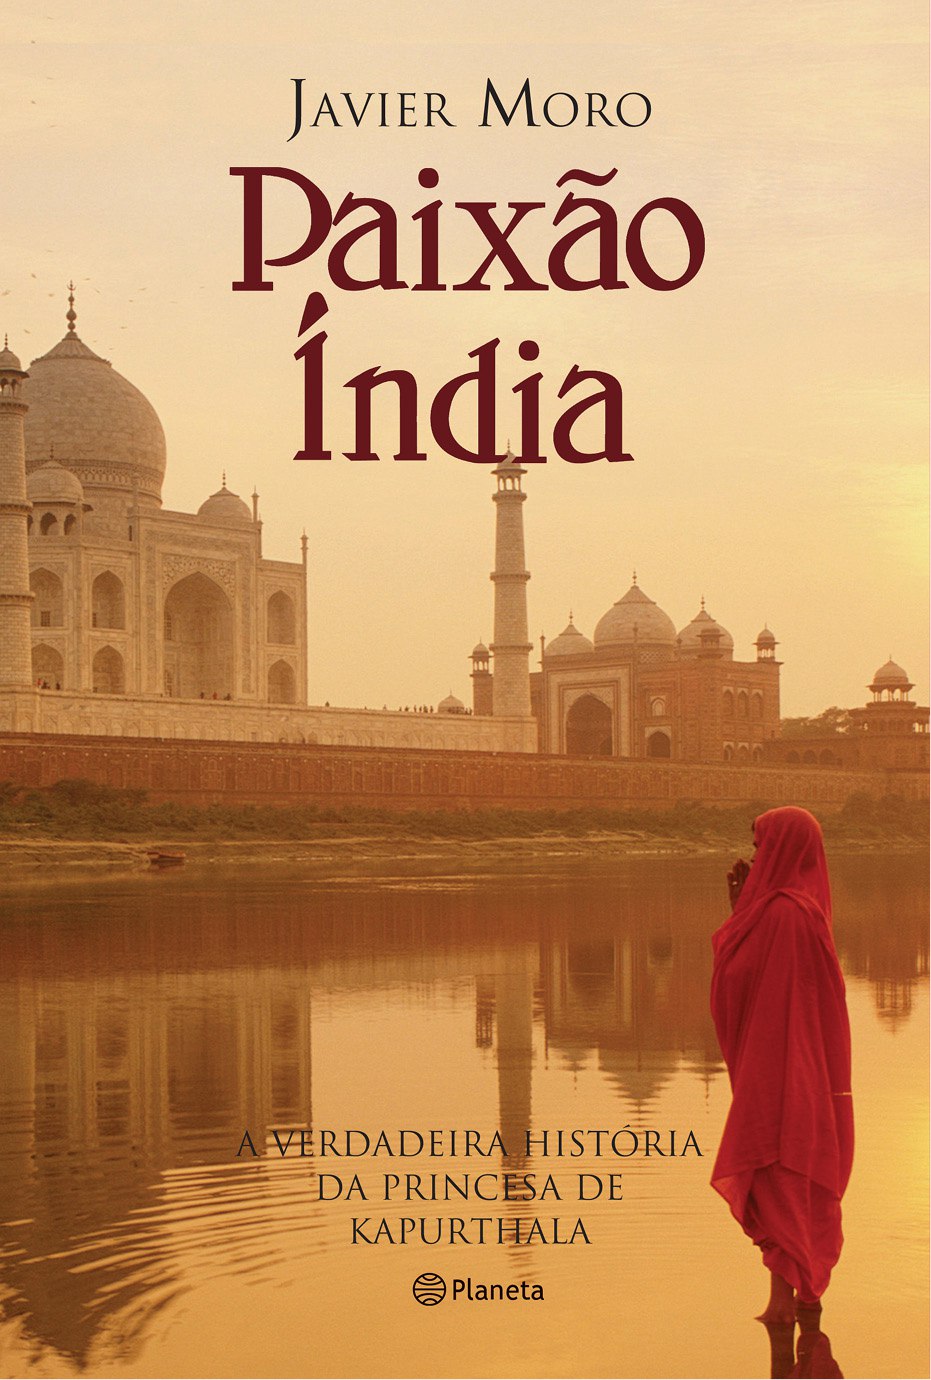 Javier Moro
Paixão
Índia
A VERDADEIRA HISTÓRIA
DA PRINCESA DE
KAPURTHALA
Planeta